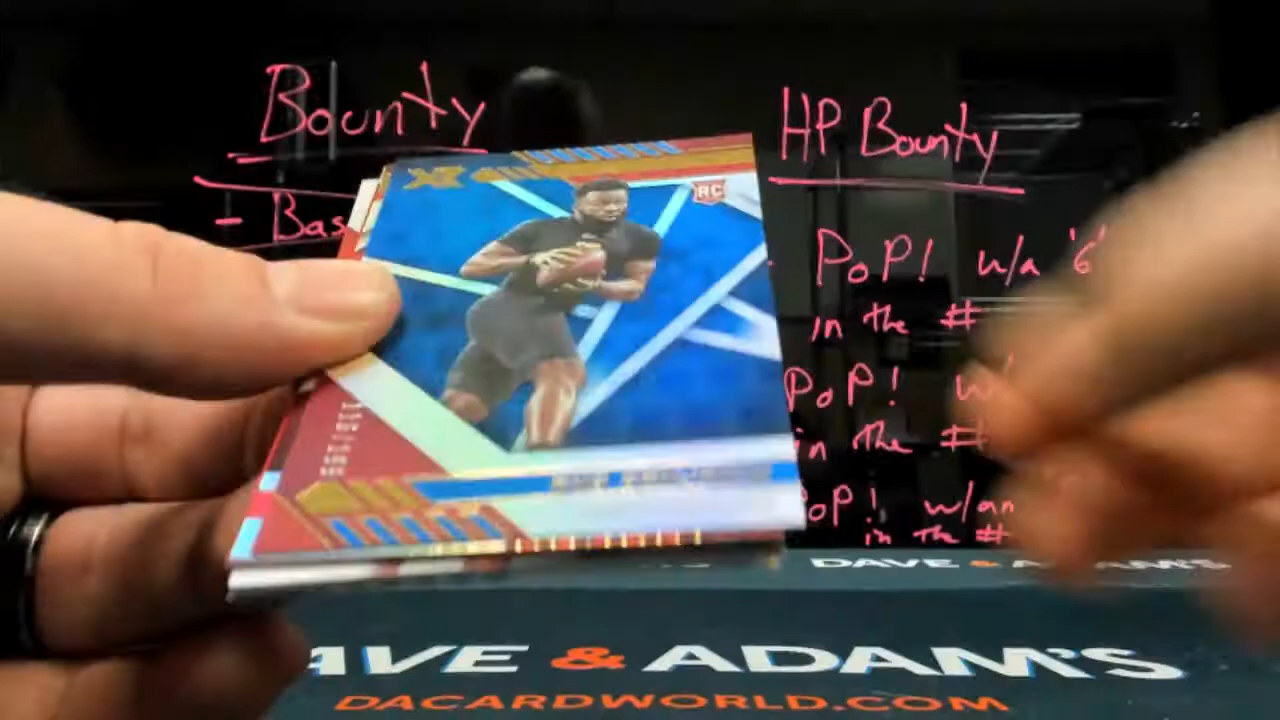 Bounty
HP Bounty
- Bas
PoP! w/a '6'
in the #
PoP! w/
in the #
PoP! w/an
in the #
XR
RC
DAVE & ADAM'S
AVE & ADAM'S
DACARDWORLD.COM